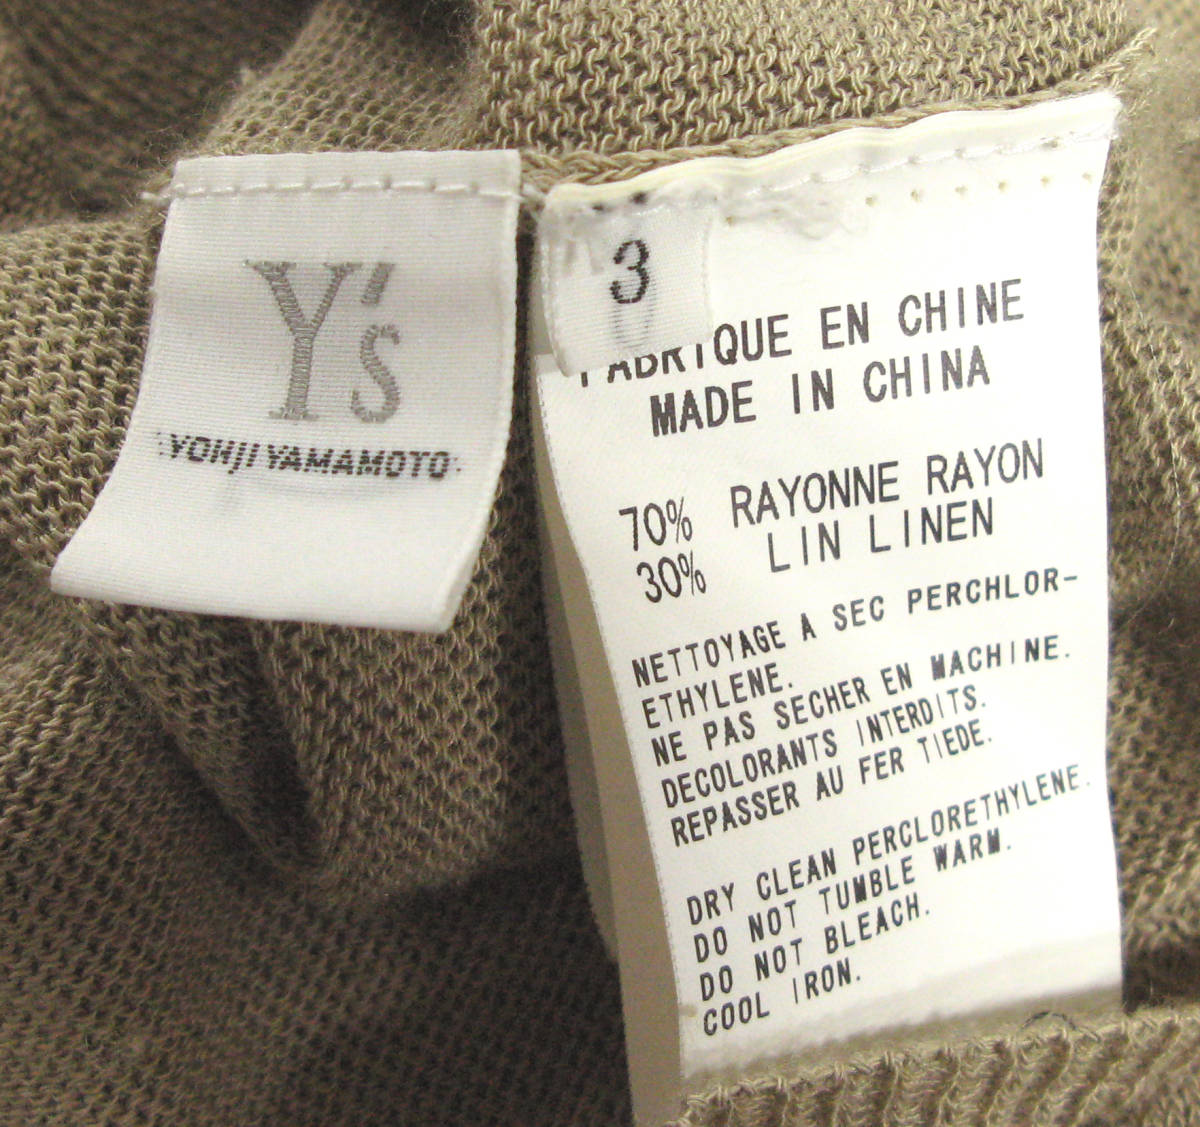 Y's
YOHJI YAMAMOTO
3
FABRIQUE EN CHINE
MADE IN CHINA
70% RAYONNE RAYON
30% LIN LINEN
NETTOYAGE A SEC PERCHLOR-
ETHYLENE.
NE PAS SECHER EN MACHINE.
DECOLORANTS INTERDITS.
REPASSER AU FER TIEDE.
DRY CLEAN PERCLORETHYLENE.
DO NOT TUMBLE WARM.
DO NOT BLEACH.
COOL IRON.